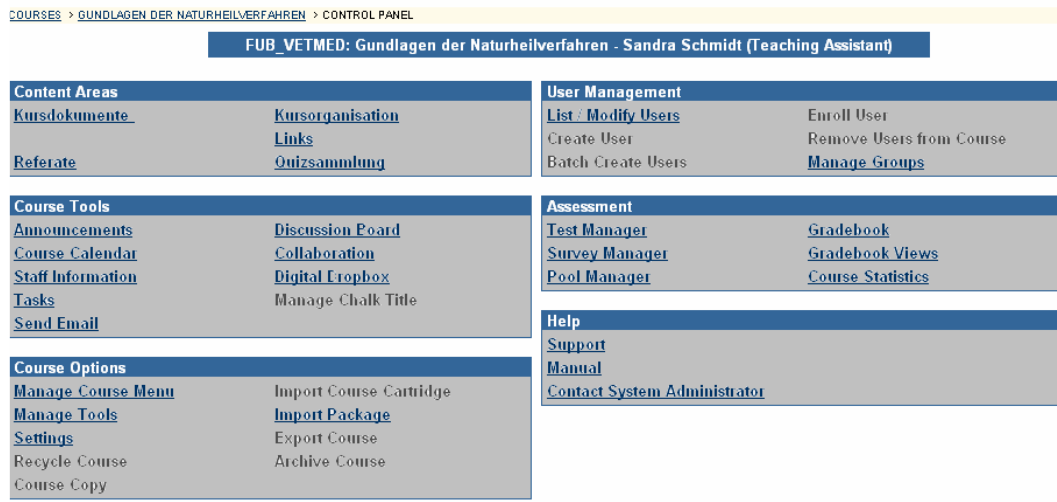 COURSES > GUNDLAGEN DER NATURHEILVERFAHREN > CONTROL PANEL
FUB_VETMED: Gundlagen der Naturheilverfahren - Sandra Schmidt (Teaching Assistant)
Content Areas
Kursdokumente Kursorganisation
Links
Referate Quizsammlung
Course Tools
Announcements Discussion Board
Course Calendar Collaboration
Staff Information Digital Dropbox
Tasks Manage Chalk Title
Send Email
Course Options
Manage Course Menu Import Course Cartridge
Manage Tools Import Package
Settings Export Course
Recycle Course Archive Course
Course Copy
User Management
List / Modify Users Enroll User
Create User Remove Users from Course
Batch Create Users Manage Groups
Assessment
Test Manager Gradebook
Survey Manager Gradebook Views
Pool Manager Course Statistics
Help
Support
Manual
Contact System Administrator